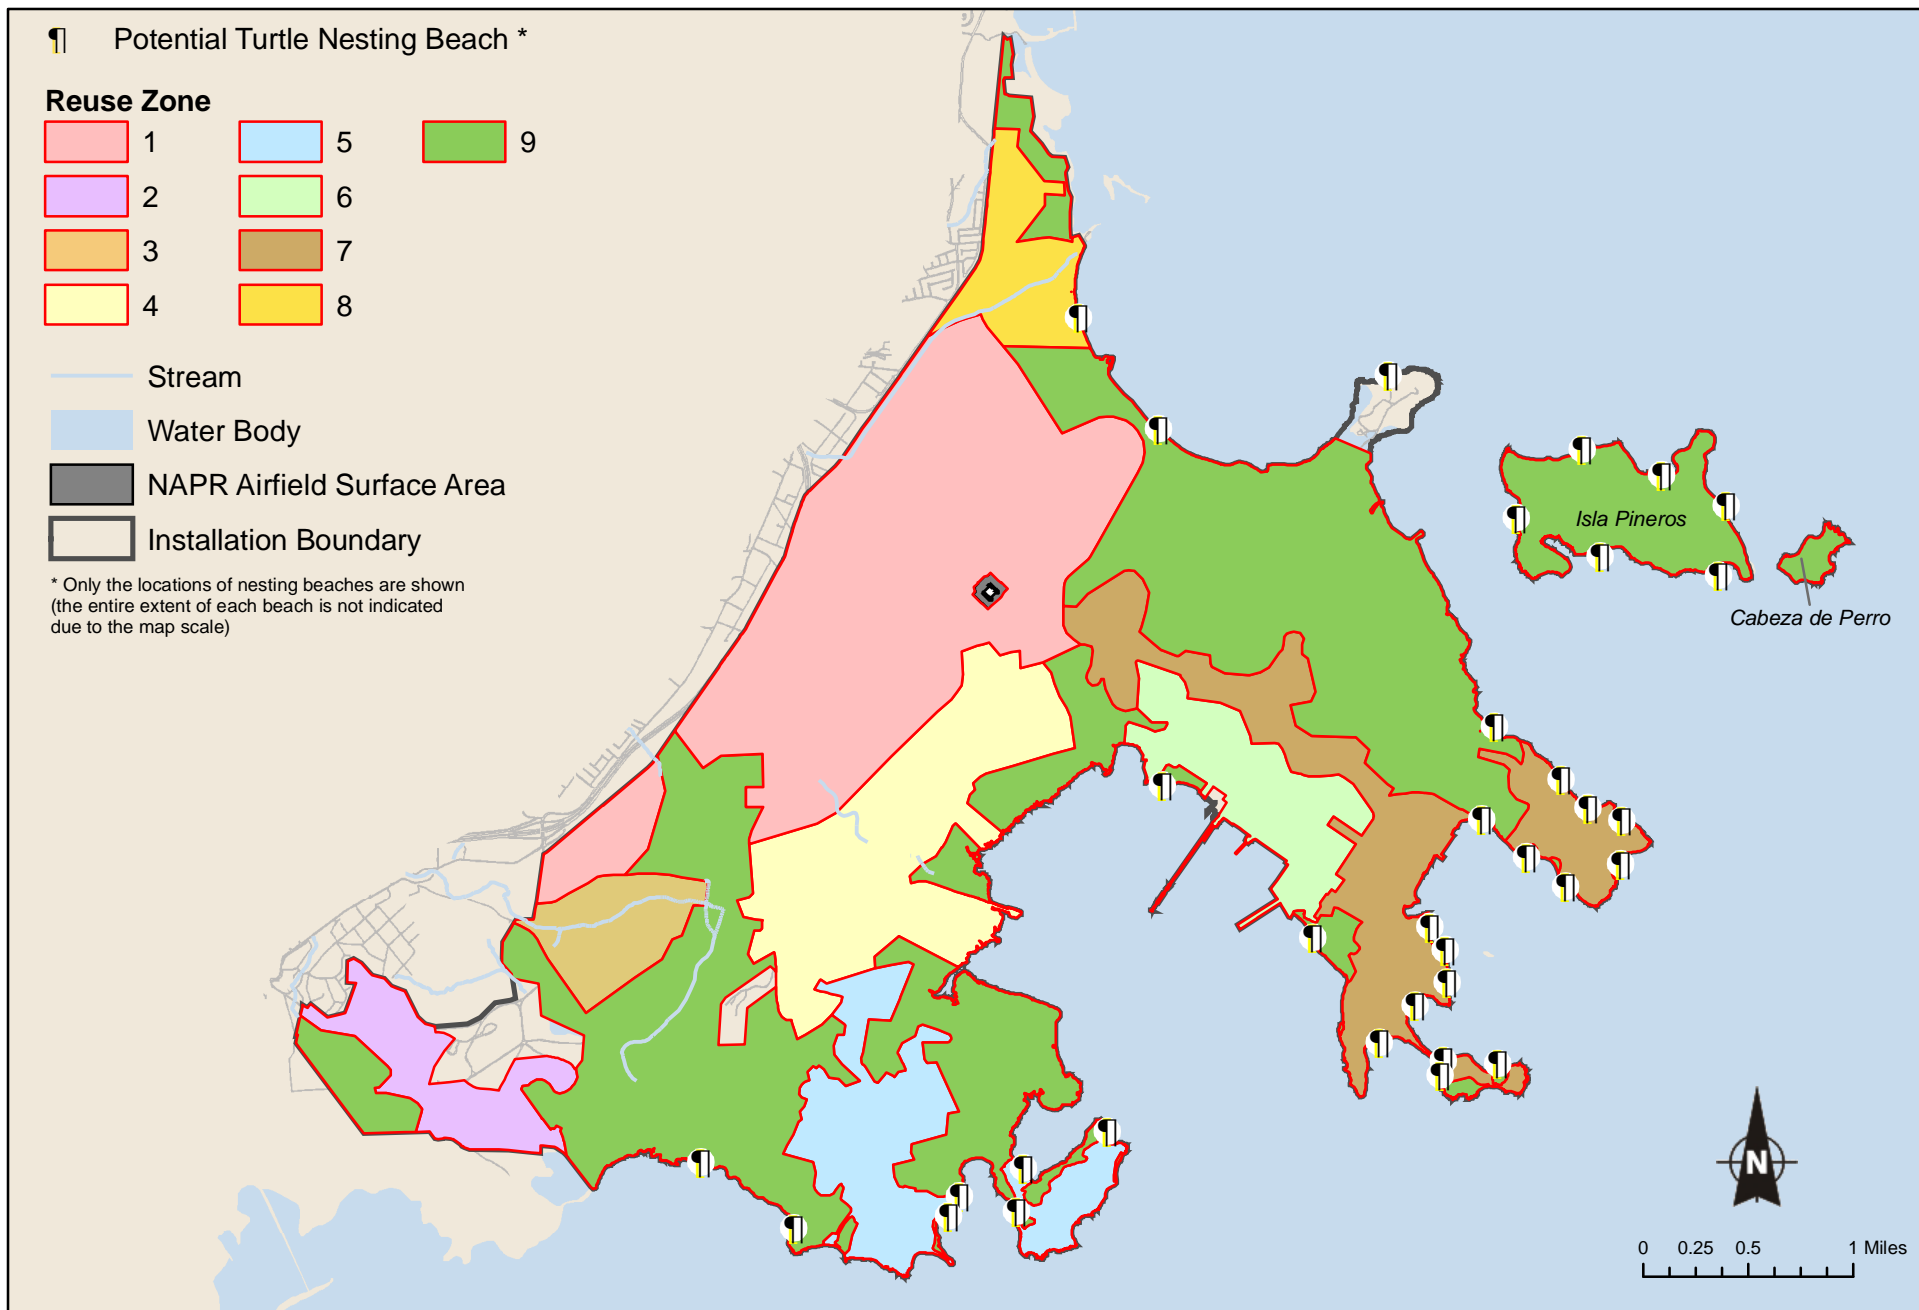 ¶ Potential Turtle Nesting Beach *
Reuse Zone
1
2
3
4
5
6
7
8
9
Stream
Water Body
NAPR Airfield Surface Area
Installation Boundary
* Only the locations of nesting beaches are shown
(the entire extent of each beach is not indicated
due to the map scale)
Isla Pineros
Cabeza de Perro
N
0 0.25 0.5 1 Miles